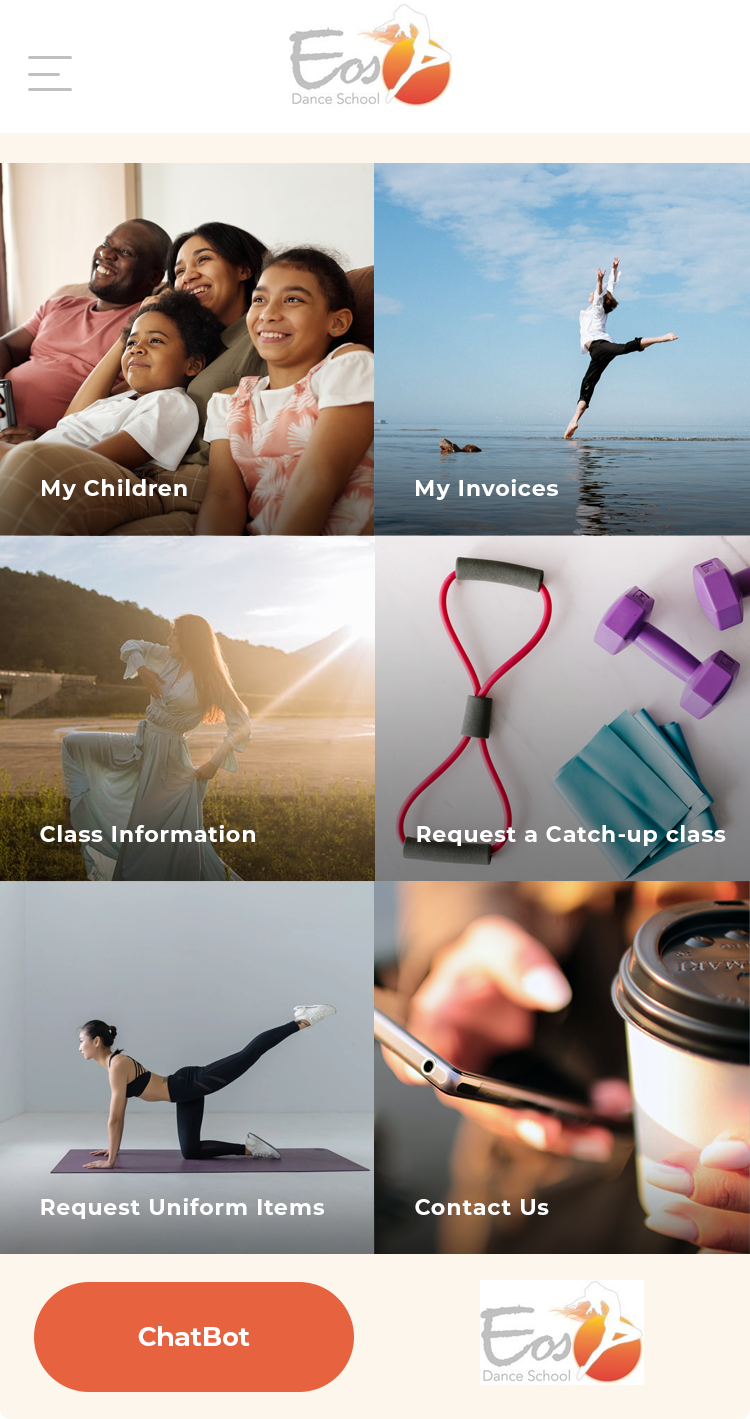 Eos
Dance School
My Children
My Invoices
Class Information
Request a Catch-up class
Request Uniform Items
Contact Us
ChatBot
Eos
Dance School